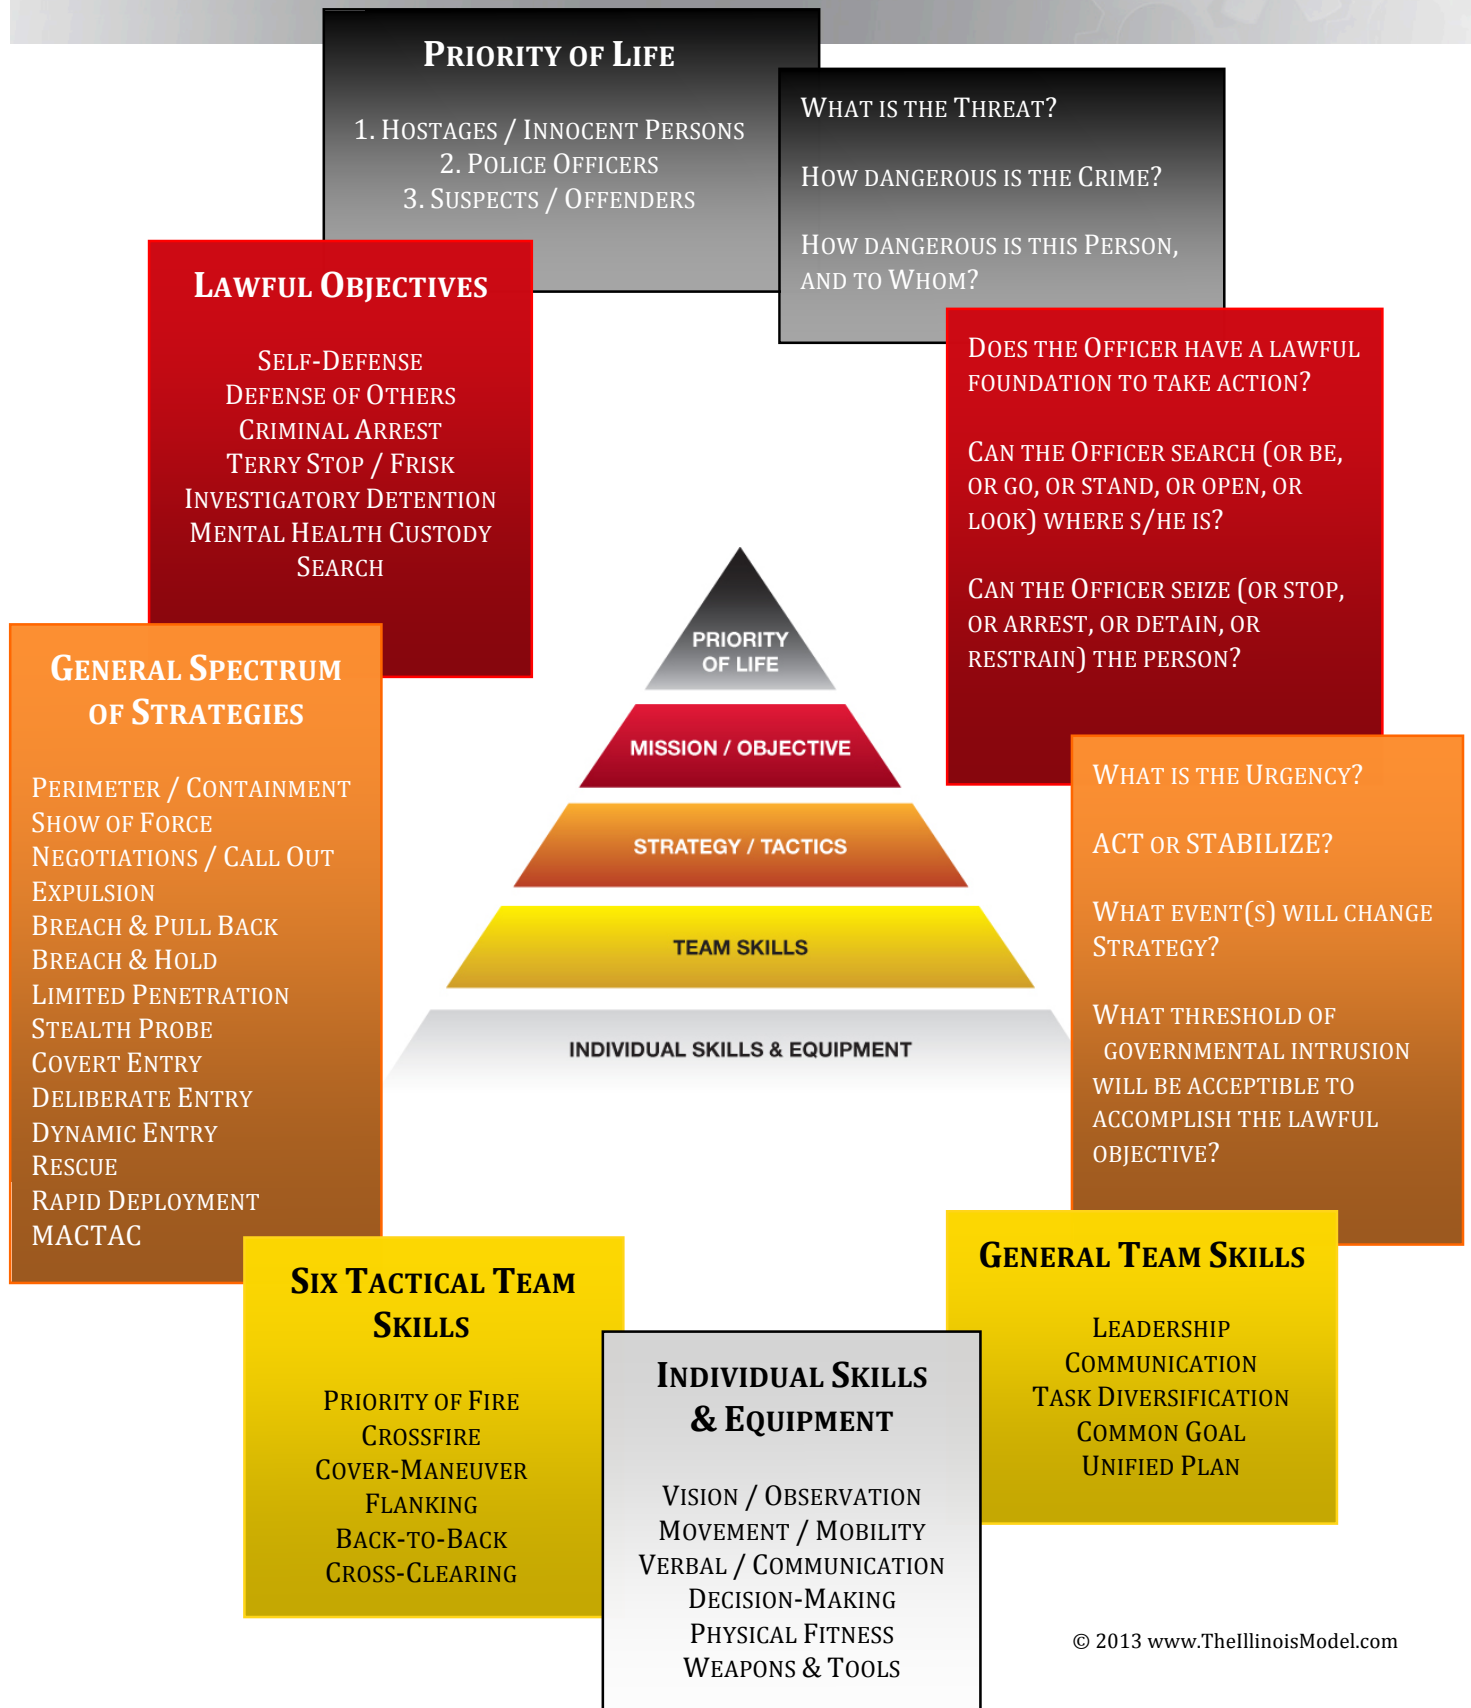 PRIORITY OF LIFE
1. HOSTAGES / INNOCENT PERSONS
2. POLICE OFFICERS
3. SUSPECTS / OFFENDERS
WHAT IS THE THREAT?
HOW DANGEROUS IS THE CRIME?
HOW DANGEROUS IS THIS PERSON,
AND TO WHOM?
LAWFUL OBJECTIVES
SELF-DEFENSE
DEFENSE OF OTHERS
CRIMINAL ARREST
TERRY STOP / FRISK
INVESTIGATORY DETENTION
MENTAL HEALTH CUSTODY
SEARCH
DOES THE OFFICER HAVE A LAWFUL
FOUNDATION TO TAKE ACTION?
CAN THE OFFICER SEARCH (OR BE,
OR GO, OR STAND, OR OPEN, OR
LOOK) WHERE S/HE IS?
CAN THE OFFICER SEIZE (OR STOP,
OR ARREST, OR DETAIN, OR
RESTRAIN) THE PERSON?
PRIORITY
OF LIFE
MISSION / OBJECTIVE
STRATEGY / TACTICS
TEAM SKILLS
INDIVIDUAL SKILLS & EQUIPMENT
GENERAL SPECTRUM
OF STRATEGIES
PERIMETER / CONTAINMENT
SHOW OF FORCE
NEGOTIATIONS / CALL OUT
EXPULSION
BREACH & PULL BACK
BREACH & HOLD
LIMITED PENETRATION
STEALTH PROBE
COVERT ENTRY
DELIBERATE ENTRY
DYNAMIC ENTRY
RESCUE
RAPID DEPLOYMENT
MACTAC
WHAT IS THE URGENCY?
ACT OR STABILIZE?
WHAT EVENT(S) WILL CHANGE
STRATEGY?
WHAT THRESHOLD OF
GOVERNMENTAL INTRUSION
WILL BE ACCEPTIBLE TO
ACCOMPLISH THE LAWFUL
OBJECTIVE?
SIX TACTICAL TEAM
SKILLS
PRIORITY OF FIRE
CROSSFIRE
COVER-MANEUVER
FLANKING
BACK-TO-BACK
CROSS-CLEARING
INDIVIDUAL SKILLS
& EQUIPMENT
VISION / OBSERVATION
MOVEMENT / MOBILITY
VERBAL / COMMUNICATION
DECISION-MAKING
PHYSICAL FITNESS
WEAPONS & TOOLS
GENERAL TEAM SKILLS
LEADERSHIP
COMMUNICATION
TASK DIVERSIFICATION
COMMON GOAL
UNIFIED PLAN
© 2013 www.TheIllinoisModel.com